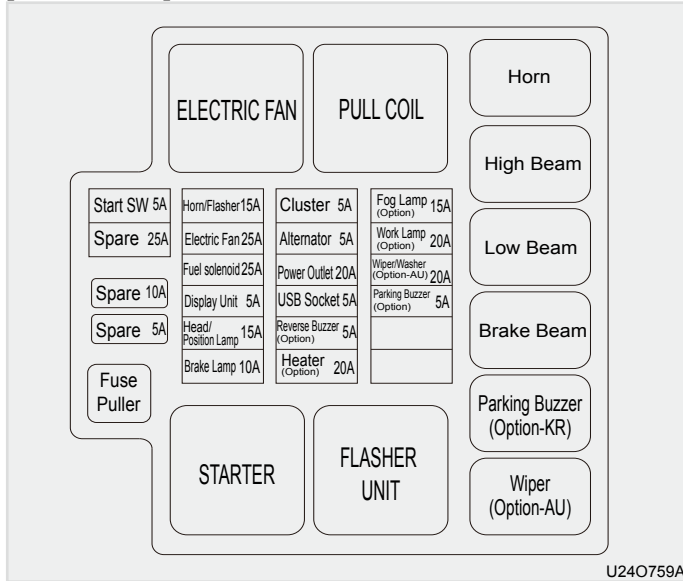 ELECTRIC FAN
PULL COIL
Horn
High Beam
Low Beam
Brake Beam
Parking Buzzer
(Option-KR)
Wiper
(Option-AU)
Start SW 5A
Spare 25A
Spare 10A
Spare 5A
Fuse
Puller
Horn/Flasher 15A
Electric Fan 25A
Fuel solenoid 25A
Display Unit 5A
Head/
Position Lamp 15A
Brake Lamp 10A
Cluster 5A
Alternator 5A
Power Outlet 20A
USB Socket 5A
Reverse Buzzer 5A
(Option)
Heater
(Option) 20A
Fog Lamp 15A
(Option)
Work Lamp 20A
(Option)
Wiper/Washer
(Option-AU) 20A
Parking Buzzer 5A
(Option)
STARTER
FLASHER
UNIT
U24O759A